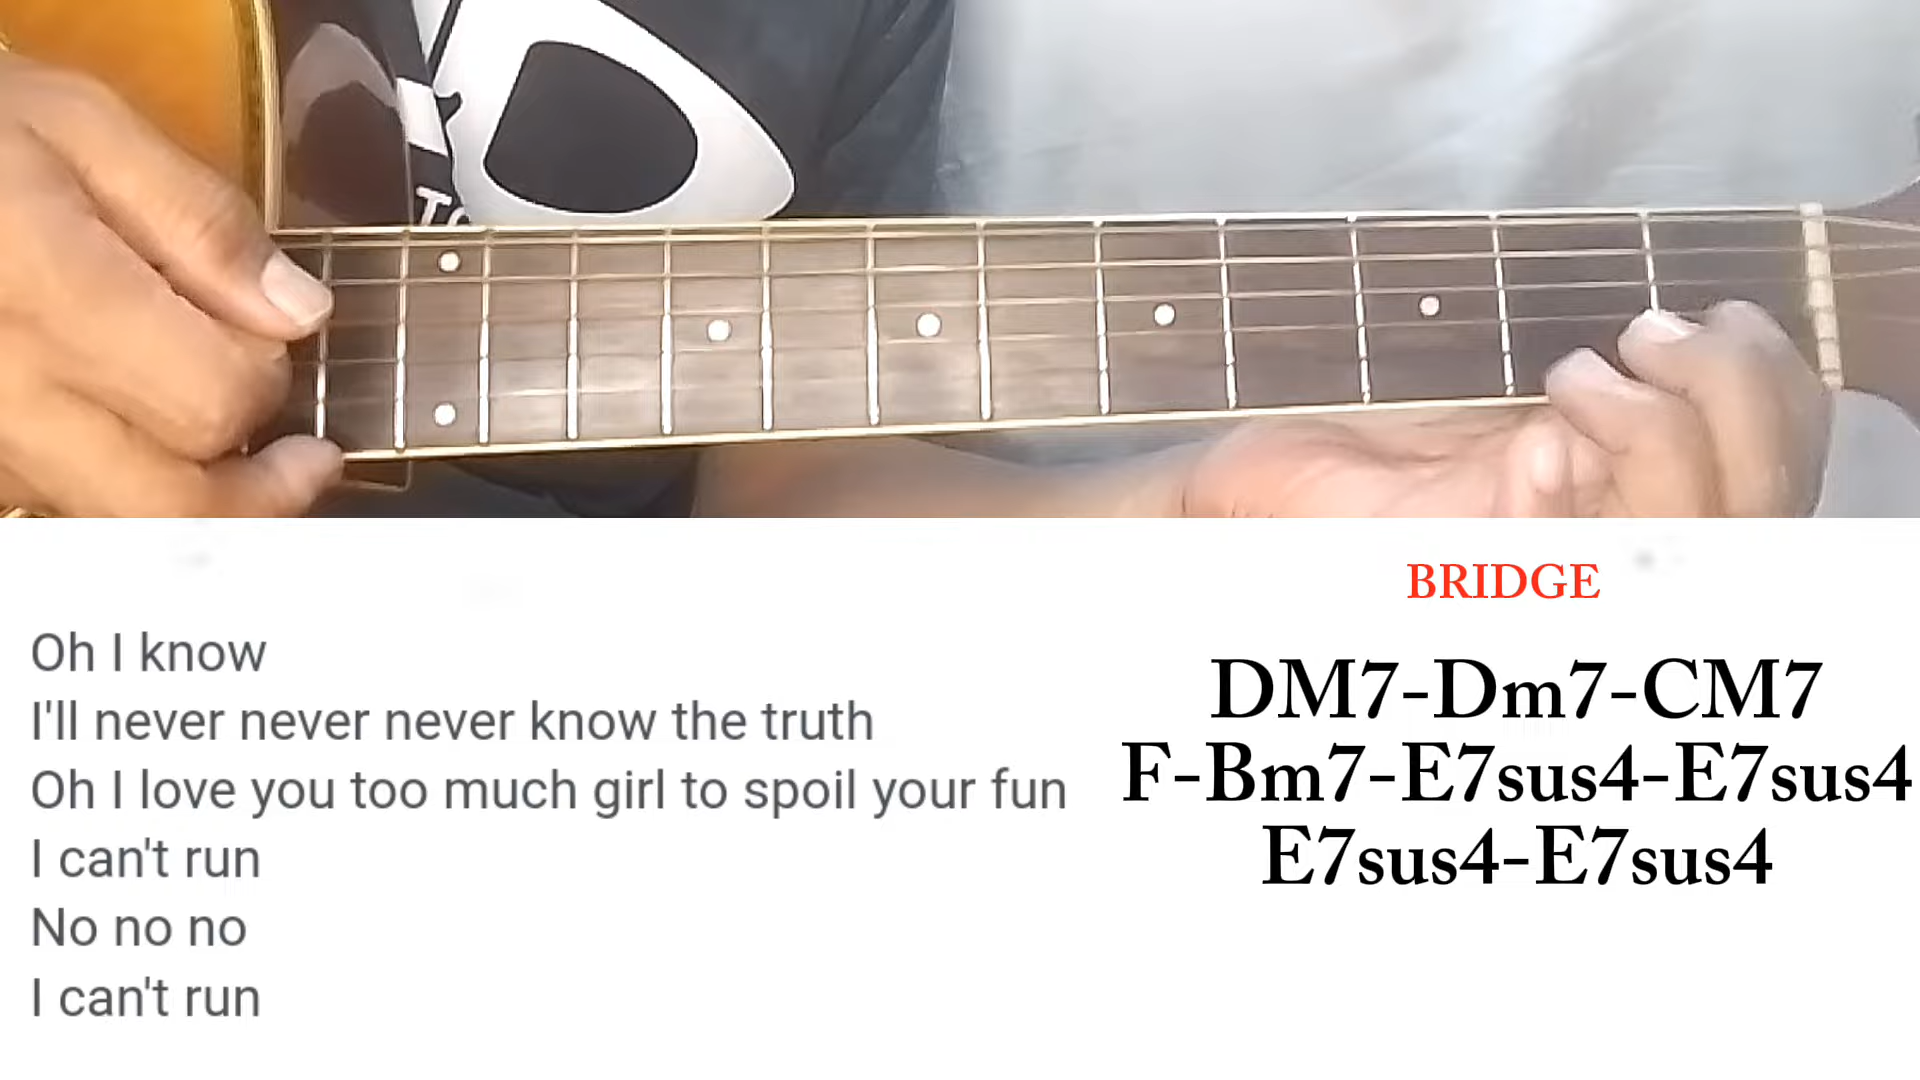 Oh I know
I'll never never never know the truth
Oh I love you too much girl to spoil your fun
I can't run
No no no
I can't run
BRIDGE
DM7-Dm7-CM7
F-Bm7-E7sus4-E7sus4
E7sus4-E7sus4